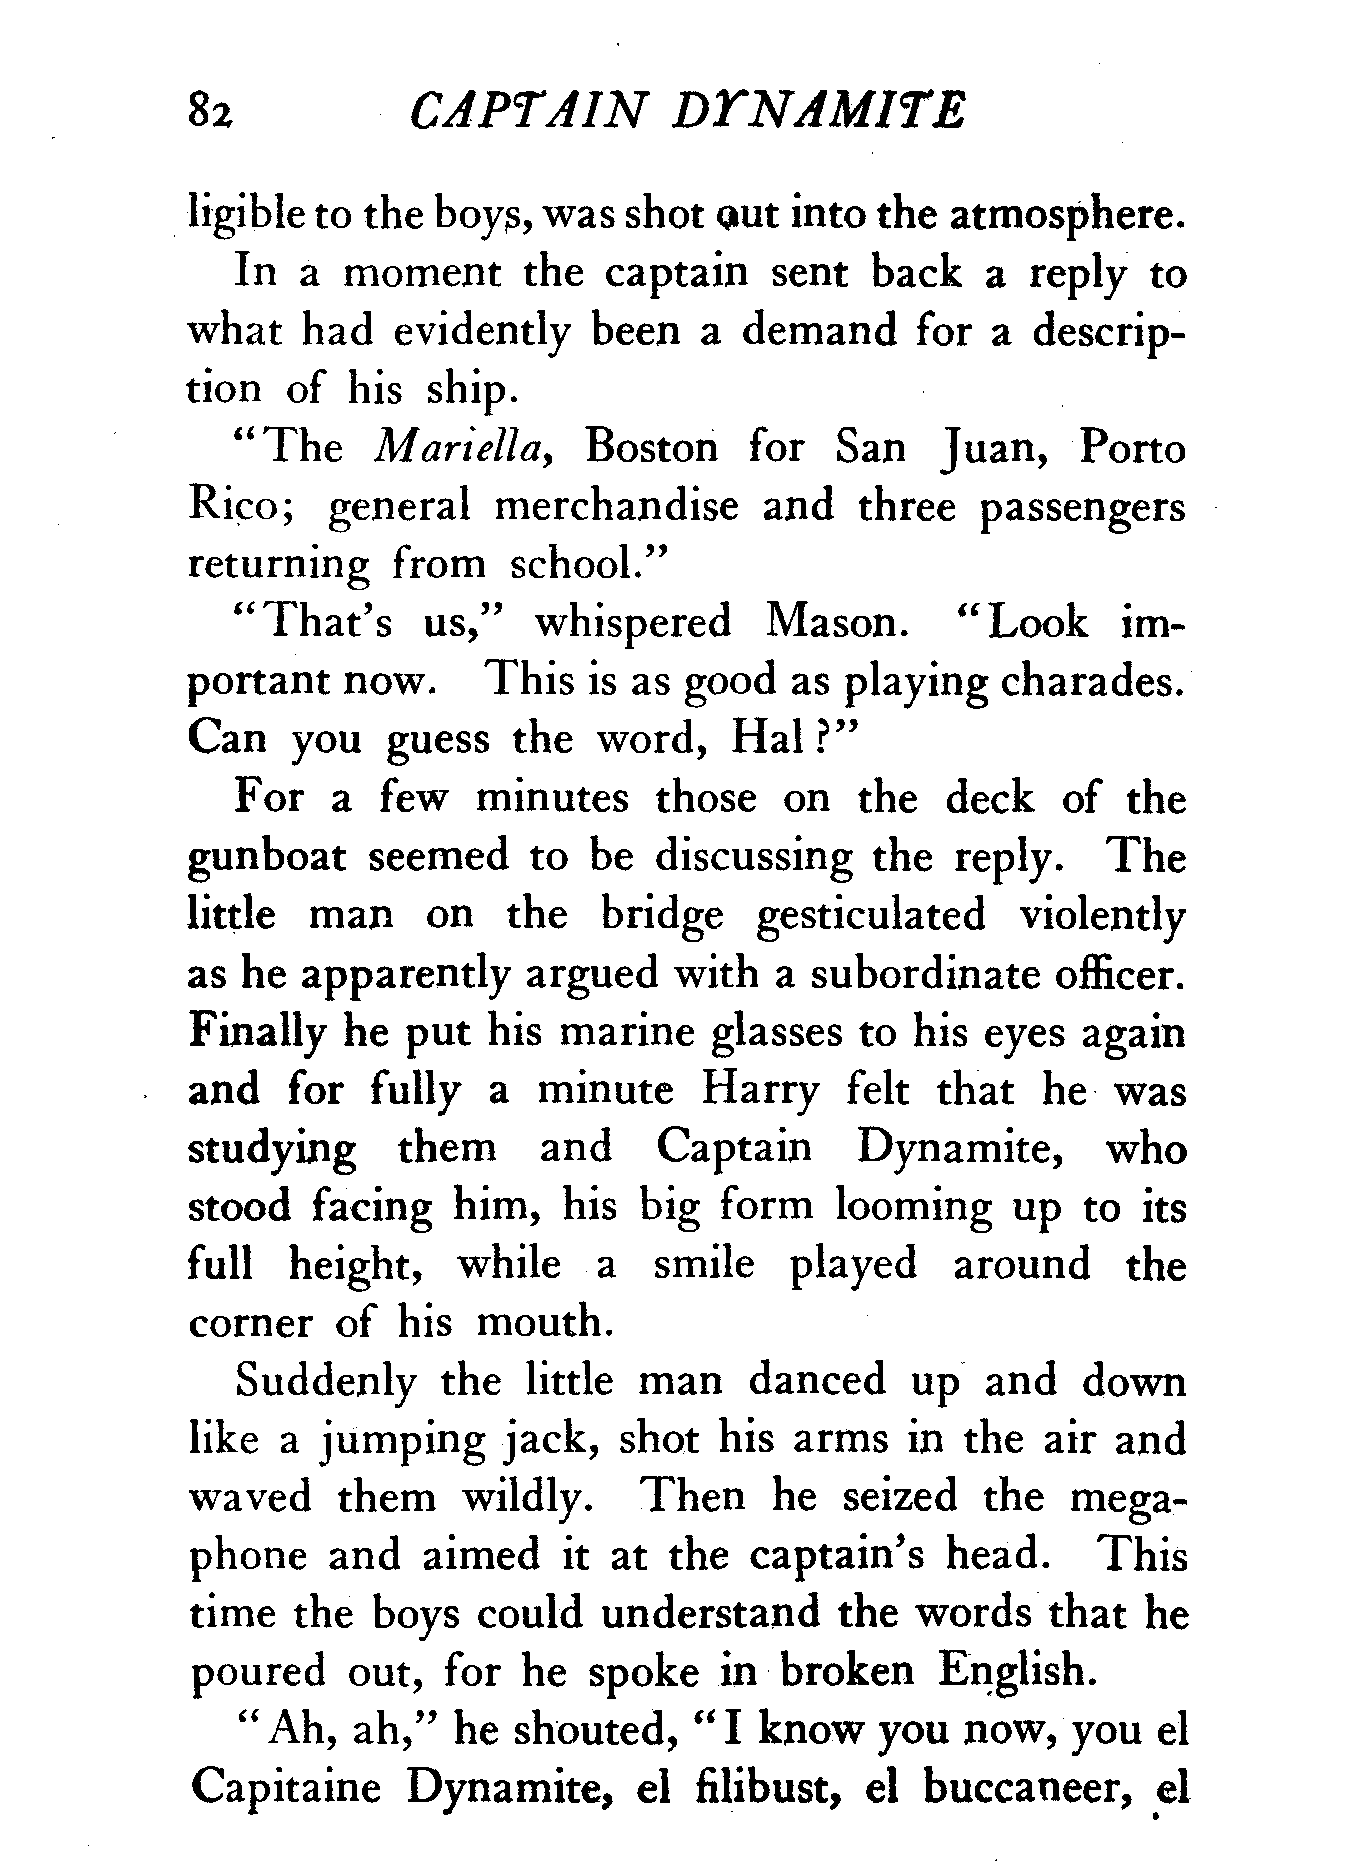 82 CAPTAIN DYNAMITE
ligible to the boys, was shot out into the atmosphere.
In a moment the captain sent back a reply to
what had evidently been a demand for a descrip-
tion of his ship.
"The Mariella, Boston for San Juan, Porto
Rico; general merchandise and three passengers
returning from school."
"That's us," whispered Mason. "Look im-
portant now. This is as good as playing charades.
Can you guess the word, Hal?"
For a few minutes those on the deck of the
gunboat seemed to be discussing the reply. The
little man on the bridge gesticulated violently
as he apparently argued with a subordinate officer.
Finally he put his marine glasses to his eyes again
and for fully a minute Harry felt that he was
studying them and Captain Dynamite, who
stood facing him, his big form looming up to its
full height, while a smile played around the
corner of his mouth.
Suddenly the little man danced up and down
like a jumping jack, shot his arms in the air and
waved them wildly. Then he seized the mega-
phone and aimed it at the captain's head. This
time the boys could understand the words that he
poured out, for he spoke in broken English.
"Ah, ah," he shouted, "I know you now, you el
Capitaine Dynamite, el filibust, el buccaneer, el